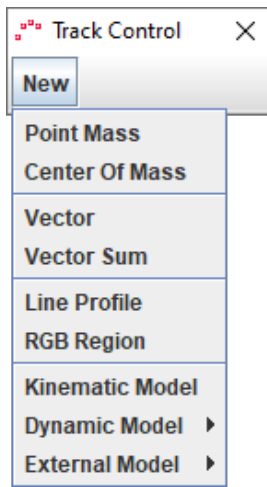 Track Control
New
Point Mass
Center Of Mass
Vector
Vector Sum
Line Profile
RGB Region
Kinematic Model
Dynamic Model
External Model